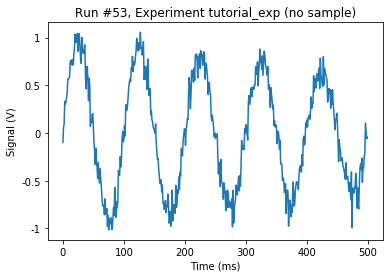 Run #53, Experiment tutorial_exp (no sample)
1
0.5
0
-0.5
-1
Signal (V)
0 100 200 300 400 500
Time (ms)